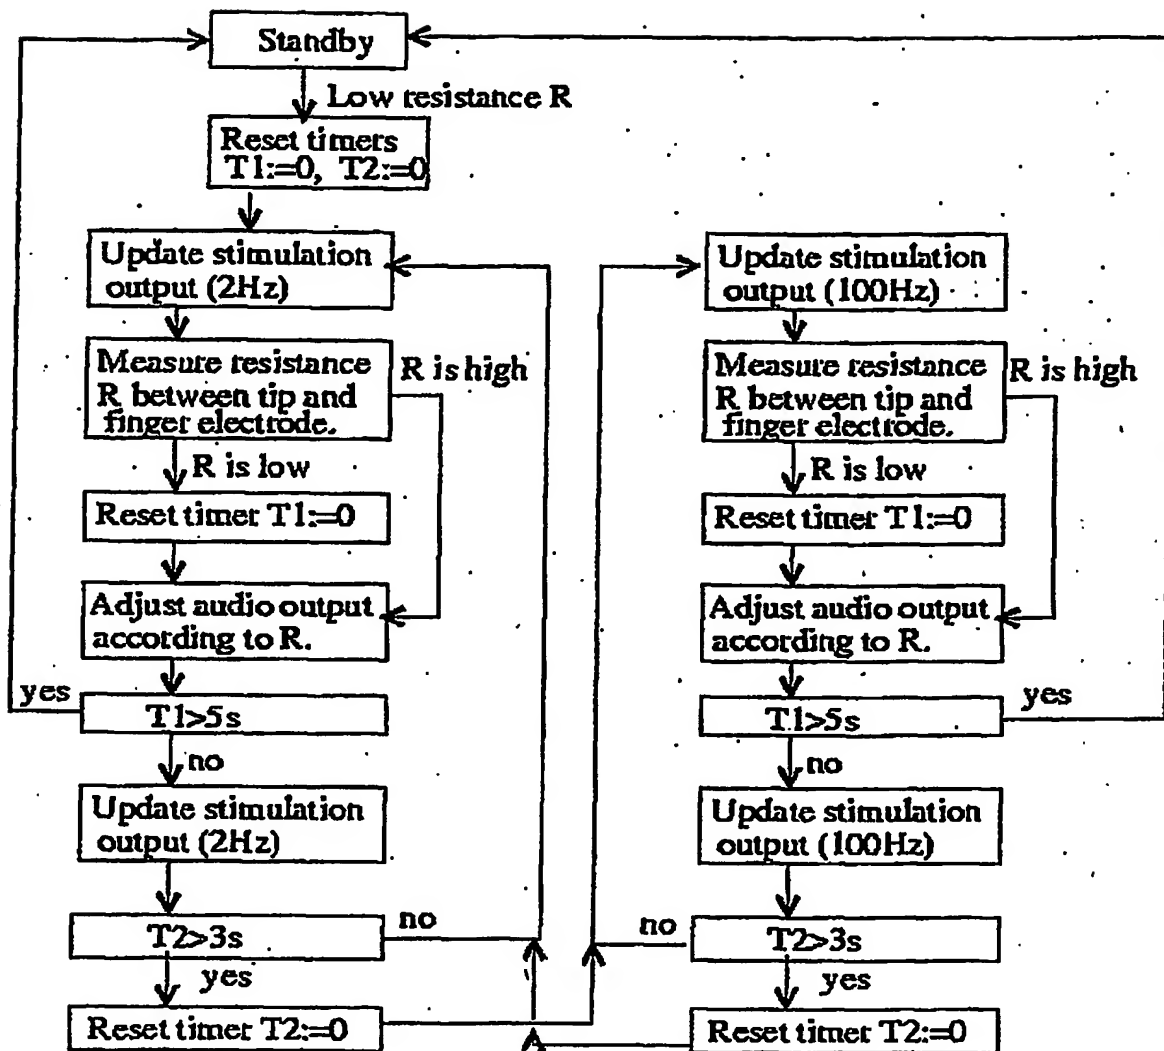 Standby
Low resistance R
Reset timers
T1:=0, T2:=0
Update stimulation
output (2Hz)
Measure resistance
R between tip and
finger electrode.
R is high
R is low
Reset timer T1:=0
Adjust audio output
according to R.
yes
T1>5s
no
Update stimulation
output (2Hz)
T2>3s
no
yes
Reset timer T2:=0
Update stimulation
output (100Hz)
Measure resistance
R between tip and
finger electrode.
R is high
R is low
Reset timer T1:=0
Adjust audio output
according to R.
T1>5s
yes
no
Update stimulation
output (100Hz)
no
T2>3s
yes
Reset timer T2:=0